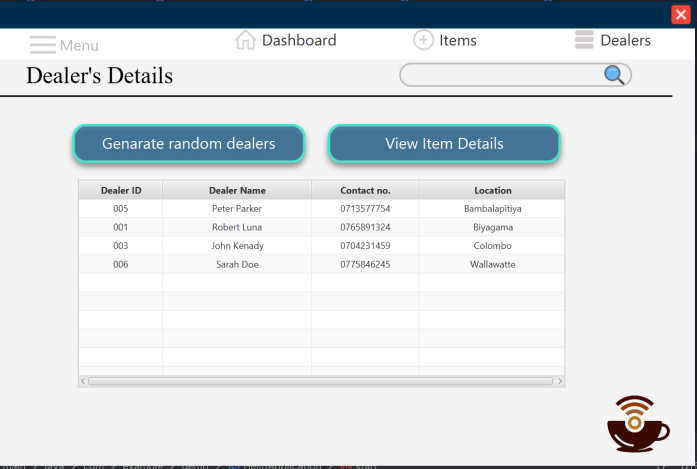 Menu
Dashboard
Items
Dealers
Dealer's Details
Genarate random dealers
View Item Details
Dealer ID Dealer Name Contact no. Location
005 Peter Parker 0713577754 Bambalapitiya
001 Robert Luna 0765891324 Biyagama
003 John Kenady 0704231459 Colombo
006 Sarah Doe 0775846245 Wallawatte